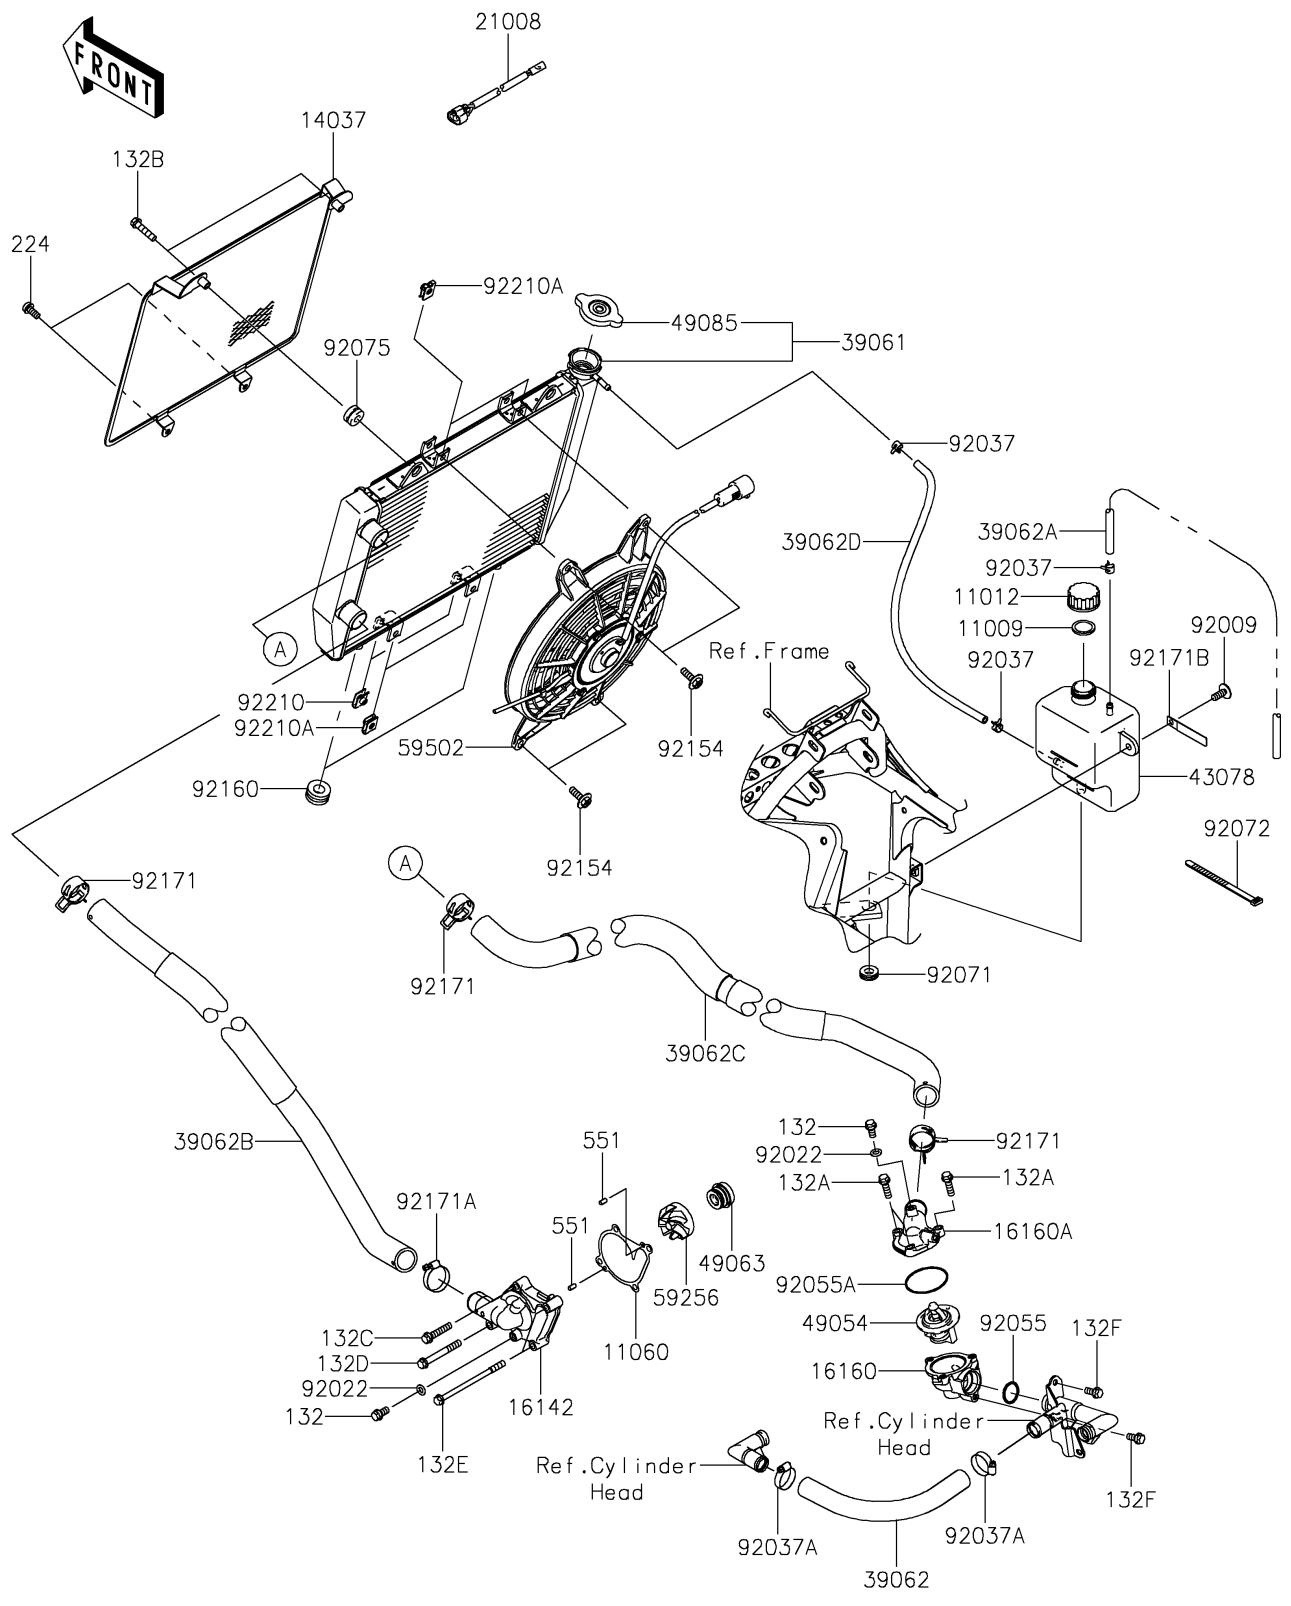 21008
FRONT
14037
132B
224
92210A
49085
39061
92075
92037
39062D
39062A
92037
11012
11009
92009
92037
92171B
A
Ref.Frame
92210
92210A
59502
92154
92160
43078
92072
92154
92171
A
92171
92071
39062C
39062B
132
92171
551
92022
132A
132A
92171A
551
49063
16160A
59256
92055A
49054
92055
132F
132C
11060
132D
16160
92022
16142
132
Ref.Cylinder
Head
132E
Ref.Cylinder
Head
132F
92037A
92037A
39062